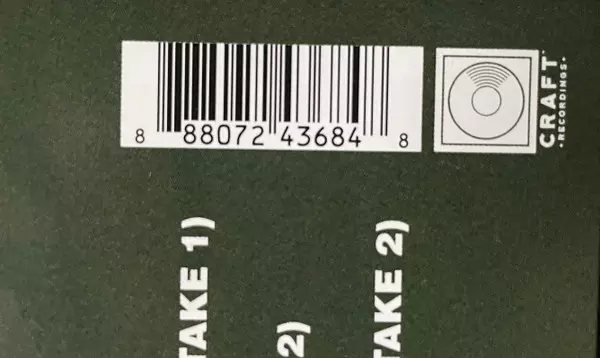 8 88072 43684 8
CRAFT
•RECORDINGS•
TAKE 1)
2)
TAKE 2)